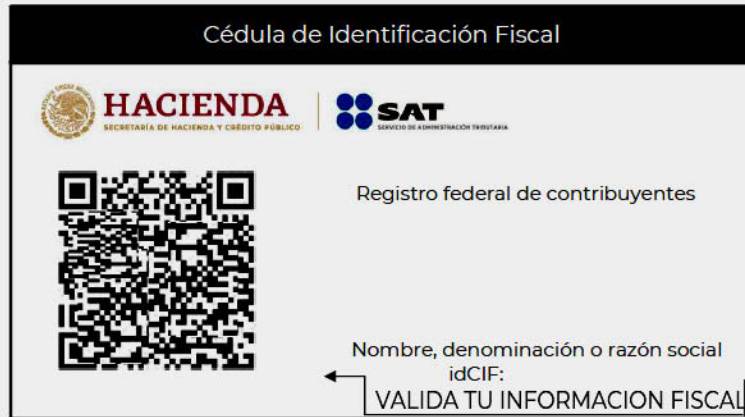 Cédula de Identificación Fiscal
HACIENDA
SECRETARÍA DE HACIENDA Y CRÉDITO PÚBLICO
SAT
SERVICIO DE ADMINISTRACIÓN TRIBUTARIA
Registro federal de contribuyentes
Nombre, denominación o razón social
idCIF:
VALIDA TU INFORMACION FISCAL